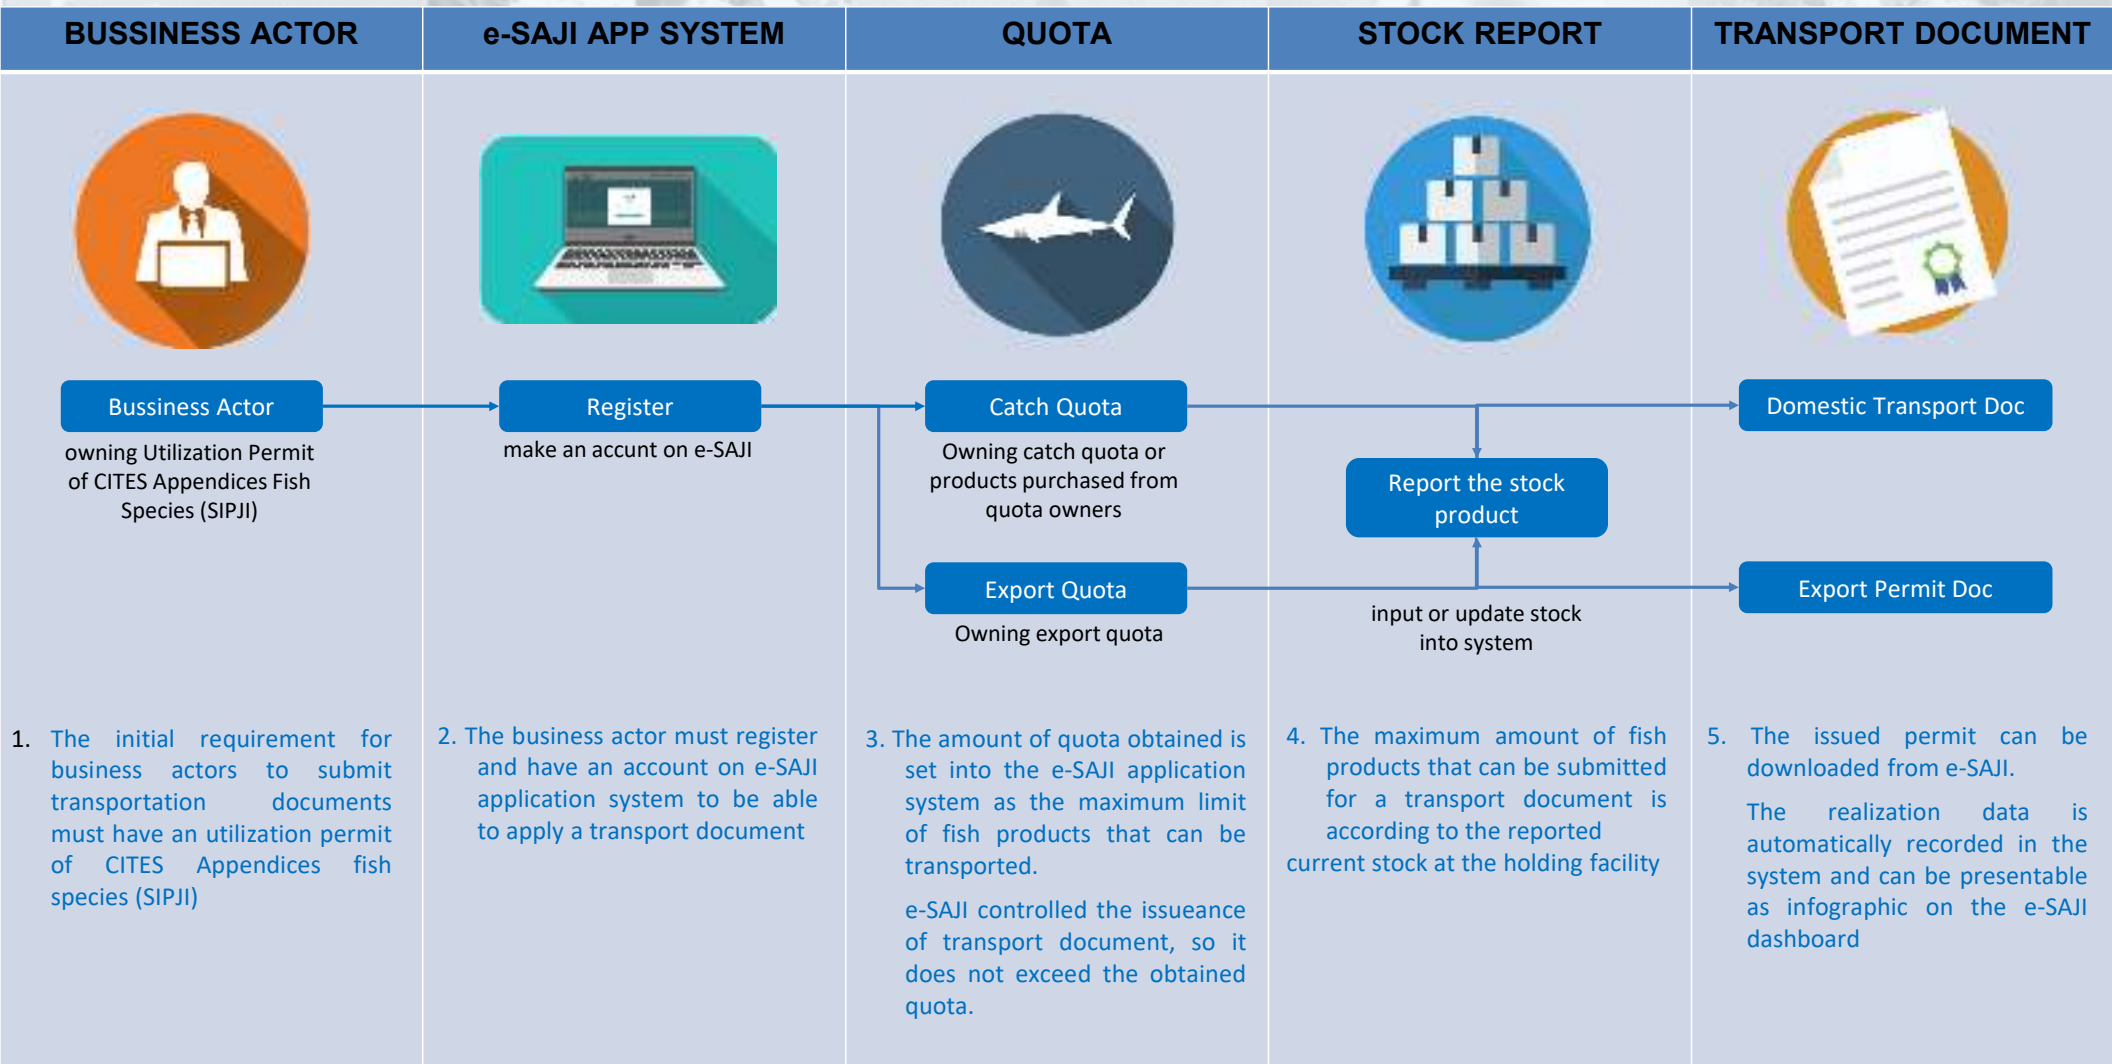 BUSSINESS ACTOR
e-SAJI APP SYSTEM
QUOTA
STOCK REPORT
TRANSPORT DOCUMENT
Bussiness Actor
owning Utilization Permit
of CITES Appendices Fish
Species (SIPJI)
Register
make an accunt on e-SAJI
Catch Quota
Owning catch quota or
products purchased from
quota owners
Export Quota
Owning export quota
Report the stock
product
input or update stock
into system
Domestic Transport Doc
Export Permit Doc
1. The initial requirement for
business actors to submit
transportation documents
must have an utilization permit
of CITES Appendices fish
species (SIPJI)
2. The business actor must register
and have an account on e-SAJI
application system to be able
to apply a transport document
3. The amount of quota obtained is
set into the e-SAJI application
system as the maximum limit
of fish products that can be
transported.
e-SAJI controlled the issueance
of transport document, so it
does not exceed the obtained
quota.
4. The maximum amount of fish
products that can be submitted
for a transport document is
according to the reported
current stock at the holding facility
5. The issued permit can be
downloaded from e-SAJI.
The realization data is
automatically recorded in the
system and can be presentable
as infographic on the e-SAJI
dashboard